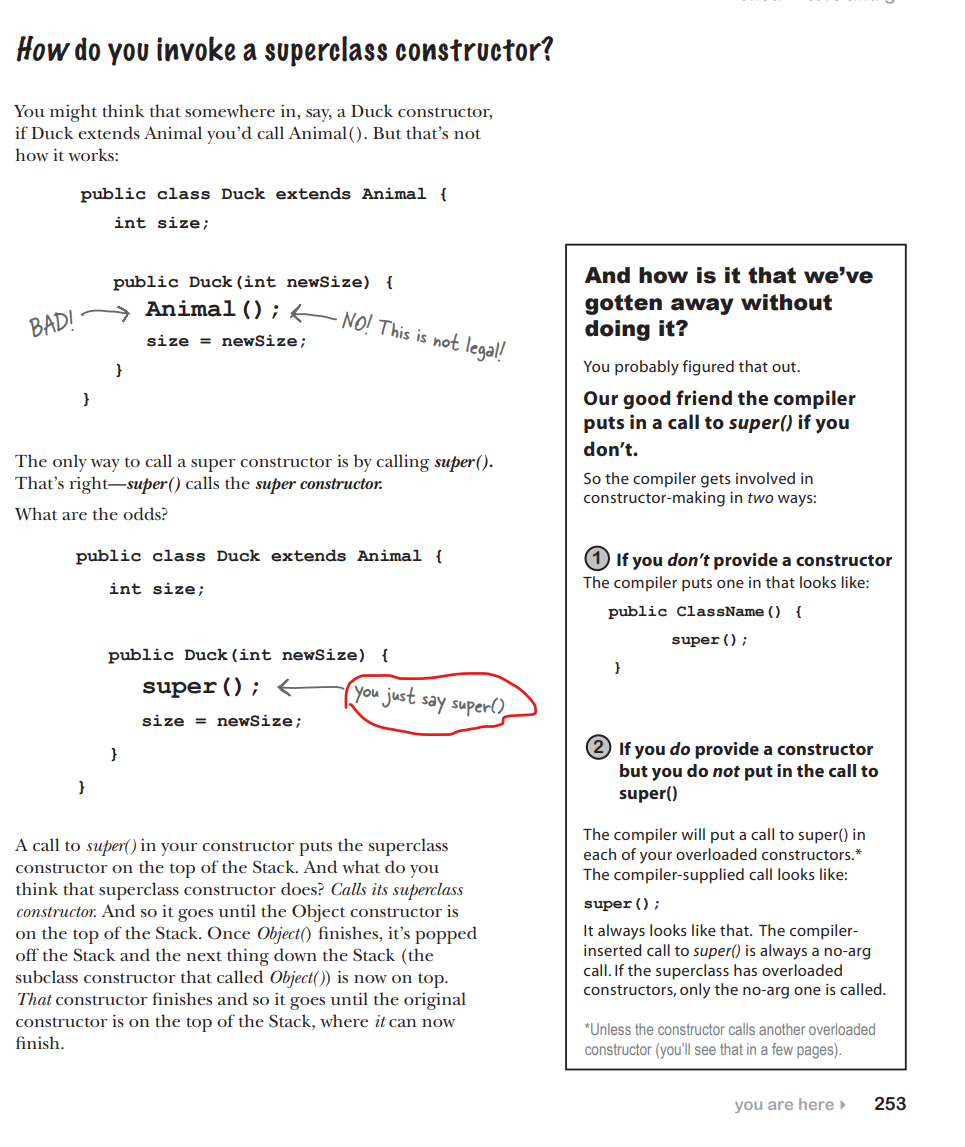 How do you invoke a superclass constructor?
You might think that somewhere in, say, a Duck constructor,
if Duck extends Animal you'd call Animal(). But that's not
how it works:
public class Duck extends Animal {
int size;
public Duck(int newSize) {
BAD!
Animal();
NO! This is not legal!
size = newSize;
}
}
The only way to call a super constructor is by calling super().
That's right—super() calls the super constructor.
What are the odds?
public class Duck extends Animal {
int size;
public Duck(int newSize) {
super();
you just say super()
size = newSize;
}
}
A call to super() in your constructor puts the superclass
constructor on the top of the Stack. And what do you
think that superclass constructor does? Calls its superclass
constructor. And so it goes until the Object constructor is
on the top of the Stack. Once Object() finishes, it's popped
off the Stack and the next thing down the Stack (the
subclass constructor that called Object()) is now on top.
That constructor finishes and so it goes until the original
constructor is on the top of the Stack, where it can now
finish.
And how is it that we've
gotten away without
doing it?
You probably figured that out.
Our good friend the compiler
puts in a call to super() if you
don't.
So the compiler gets involved in
constructor-making in two ways:
1 If you don't provide a constructor
The compiler puts one in that looks like:
public ClassName() {
super();
}
2 If you do provide a constructor
but you do not put in the call to
super()
The compiler will put a call to super() in
each of your overloaded constructors.*
The compiler-supplied call looks like:
super();
It always looks like that. The compiler-
inserted call to super() is always a no-arg
call. If the superclass has overloaded
constructors, only the no-arg one is called.
*Unless the constructor calls another overloaded
constructor (you'll see that in a few pages).
you are here 253